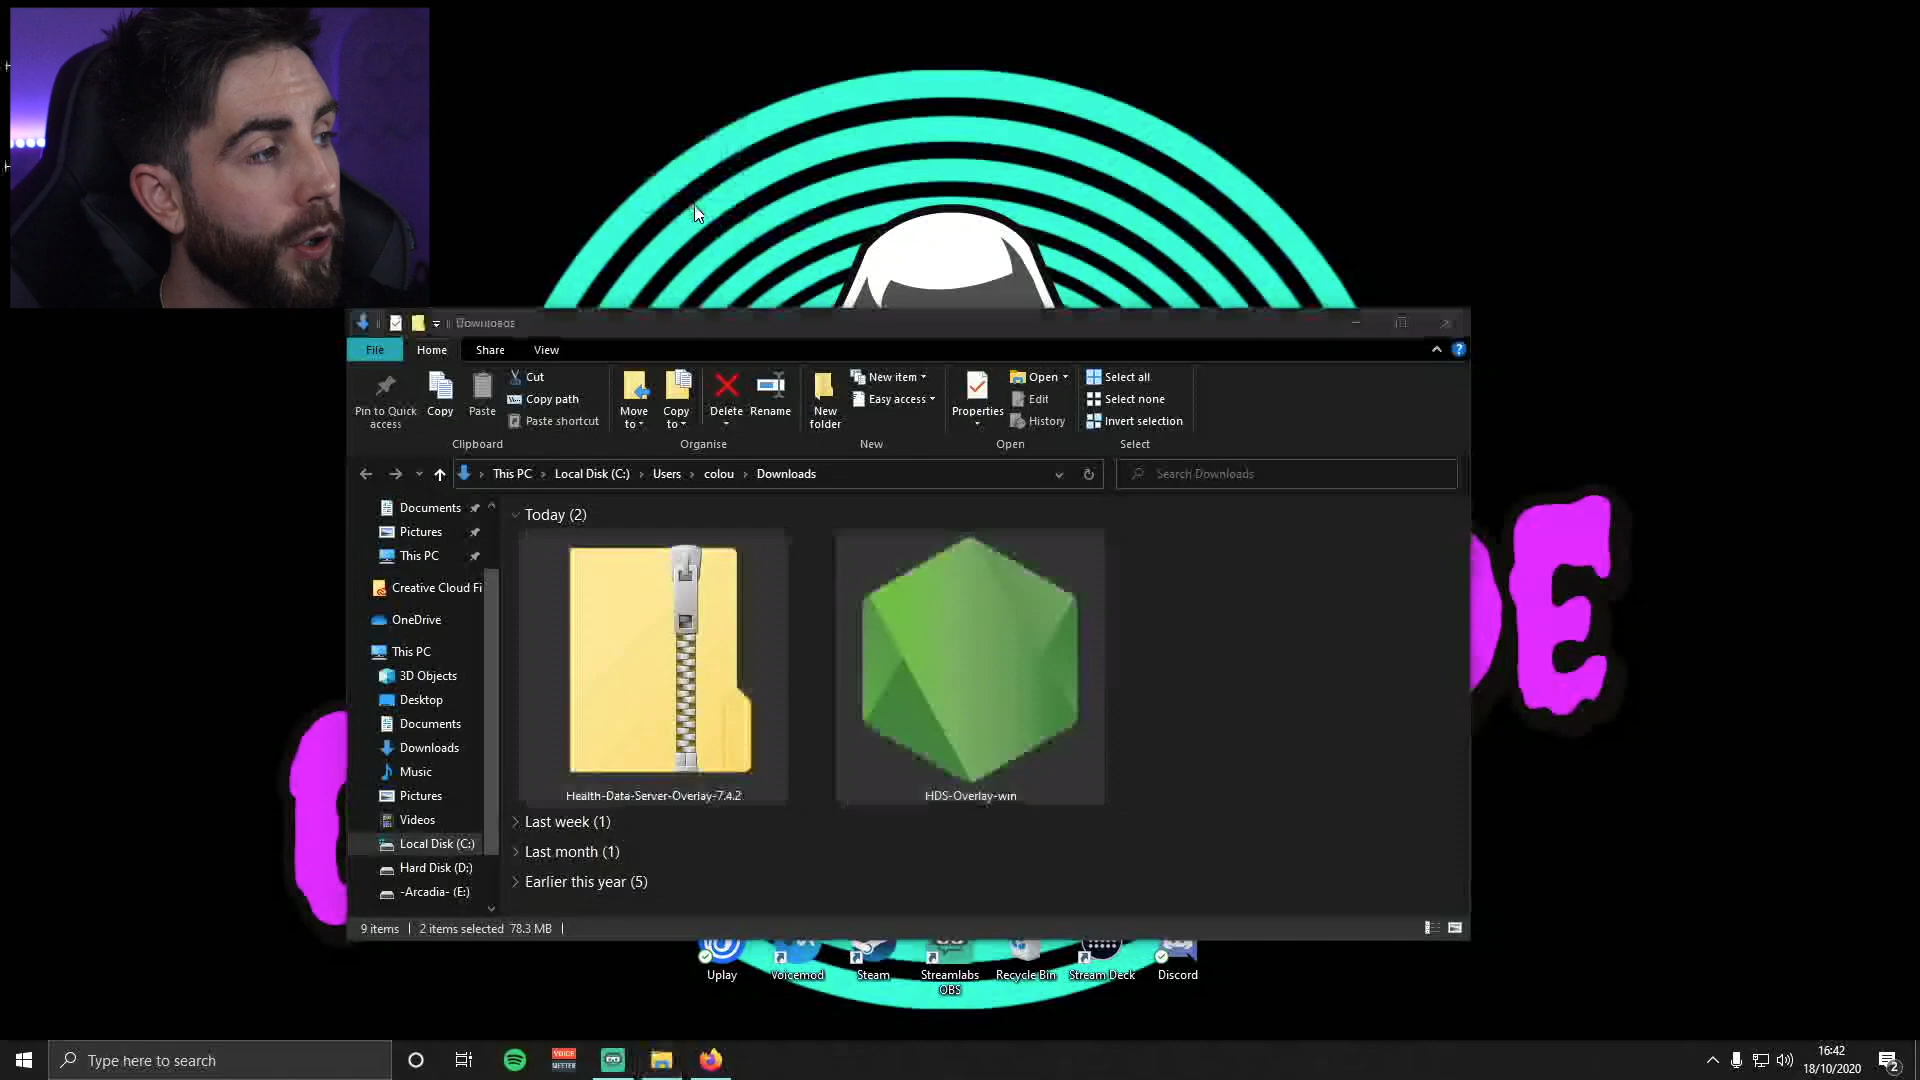 Downloads
File Home Share View
Pin to Quick access
Copy
Paste
Cut
Copy path
Paste shortcut
Clipboard
Move to
Copy to
Delete
Rename
Organise
New folder
New item
Easy access
New
Properties
Open
Edit
History
Open
Select all
Select none
Invert selection
Select
This PC > Local Disk (C:) > Users > colou > Downloads
Search Downloads
Documents
Pictures
This PC
Creative Cloud Fi
OneDrive
This PC
3D Objects
Desktop
Documents
Downloads
Music
Pictures
Videos
Local Disk (C:)
Hard Disk (D:)
-Arcadia- (E:)
Today (2)
Health-Data-Server-Overlay-7.4.2
HDS-Overlay-win
Last week (1)
Last month (1)
Earlier this year (5)
9 items
2 items selected 78.3 MB
DE
Uplay
Voicemod
Steam
Streamlabs OBS
Recycle Bin
Stream Deck
Discord
Type here to search
VOICE
MEETER
16:42
18/10/2020
2